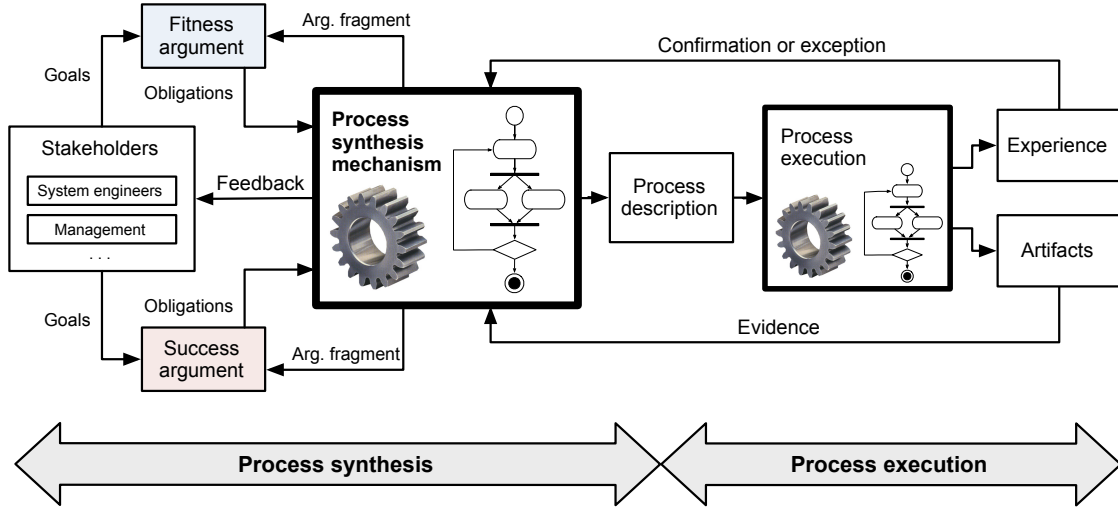 Fitness
argument
Arg. fragment
Goals
Obligations
Confirmation or exception
Stakeholders
System engineers
Management
. . .
Feedback
Process
synthesis
mechanism
Process
description
Process
execution
Experience
Artifacts
Goals
Obligations
Success
argument
Arg. fragment
Evidence
Process synthesis
Process execution